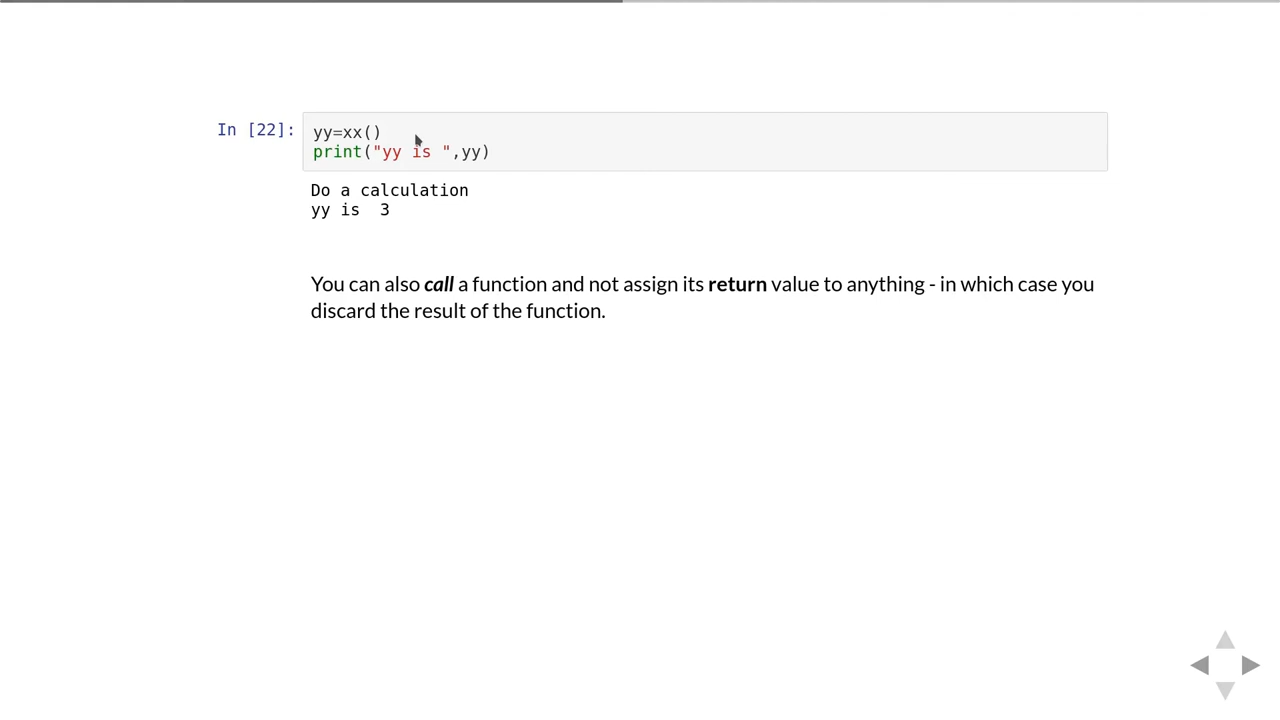 In [22]:
yy=xx()
print("yy is ",yy)
Do a calculation
yy is  3
You can also call a function and not assign its return value to anything - in which case you
discard the result of the function.